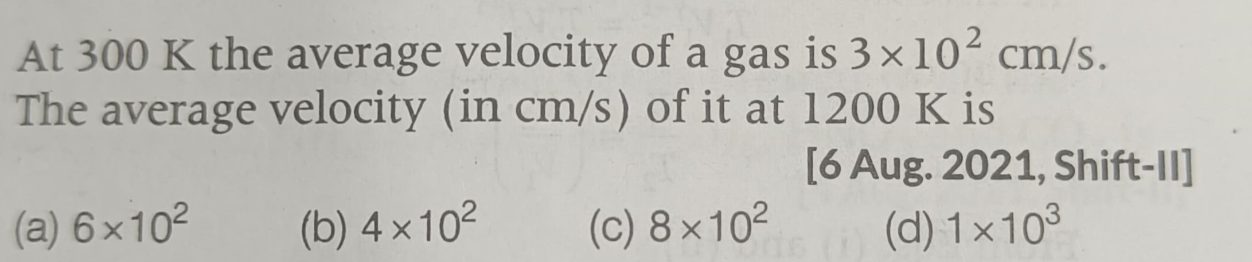 At 300 K the average velocity of a gas is 3×10² cm/s.
The average velocity (in cm/s) of it at 1200 K is
[6 Aug. 2021, Shift-II]
(a) 6×10² (b) 4×10² (c) 8×10² (d) 1×10³